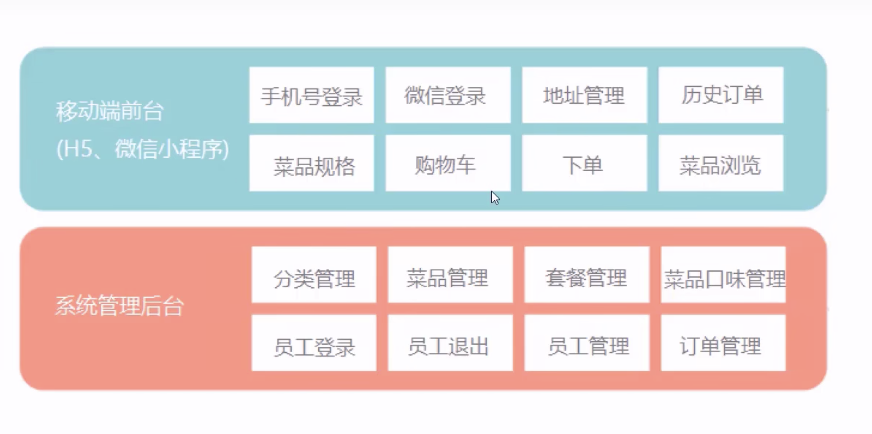 手机号登录 微信登录 地址管理 历史订单
移动端前台
(H5、微信小程序)
菜品规格 购物车 下单 菜品浏览
分类管理 菜品管理 套餐管理 菜品口味管理
系统管理后台
员工登录 员工退出 员工管理 订单管理